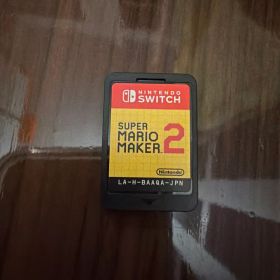 NINTENDO
SWITCH
SUPER
MARIO
MAKER 2
Nintendo
LA-H-BAAQA-JPN